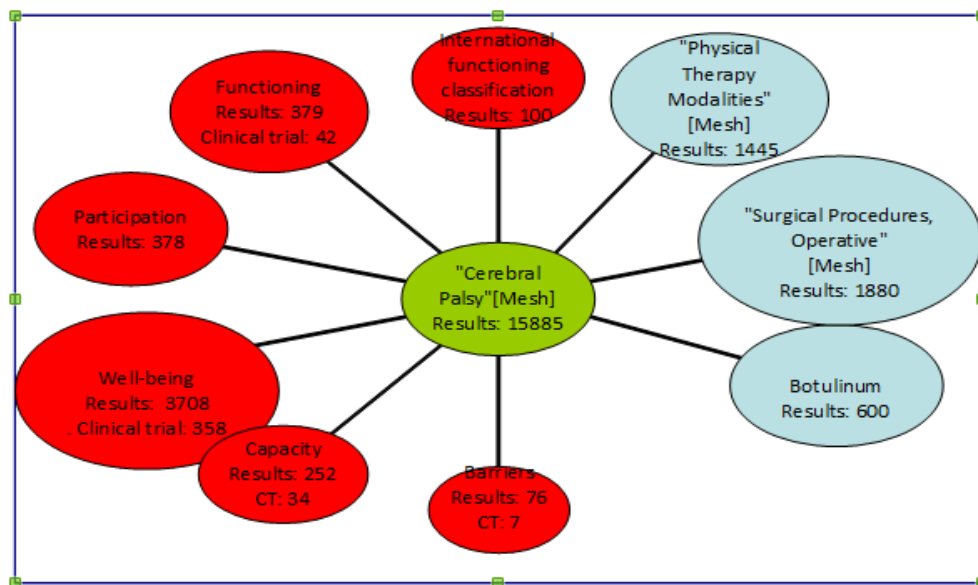 International
functioning
classification
Results: 100
"Physical
Therapy
Modalities"
[Mesh]
Results: 1445
Functioning
Results: 379
Clinical trial: 42
Participation
Results: 378
"Surgical Procedures,
Operative"
[Mesh]
Results: 1880
"Cerebral
Palsy"[Mesh]
Results: 15885
Well-being
Results:  3708
. Clinical trial: 358
Botulinum
Results: 600
Capacity
Results: 252
CT: 34
Barriers
Results: 76
CT: 7